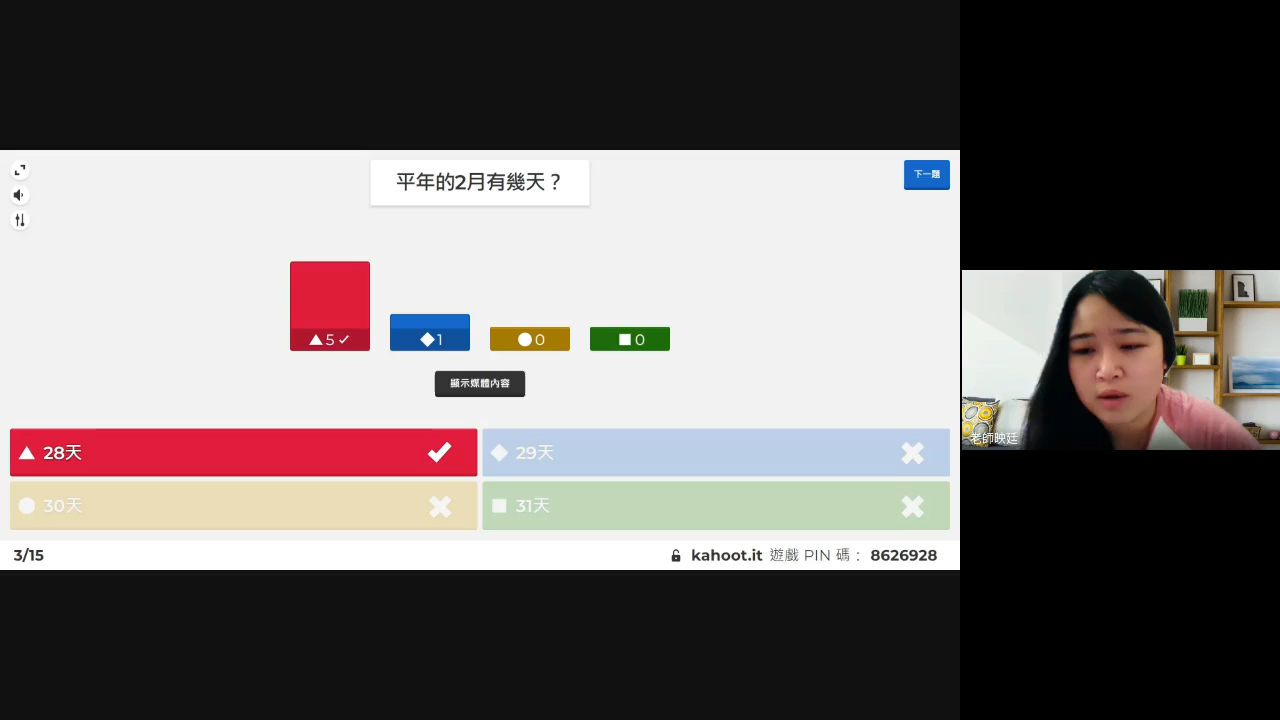 平年的2月有幾天？
下一題
5
1
0
0
顯示媒體內容
28天
29天
30天
31天
3/15
kahoot.it 遊戲 PIN 碼： 8626928
老師映廷